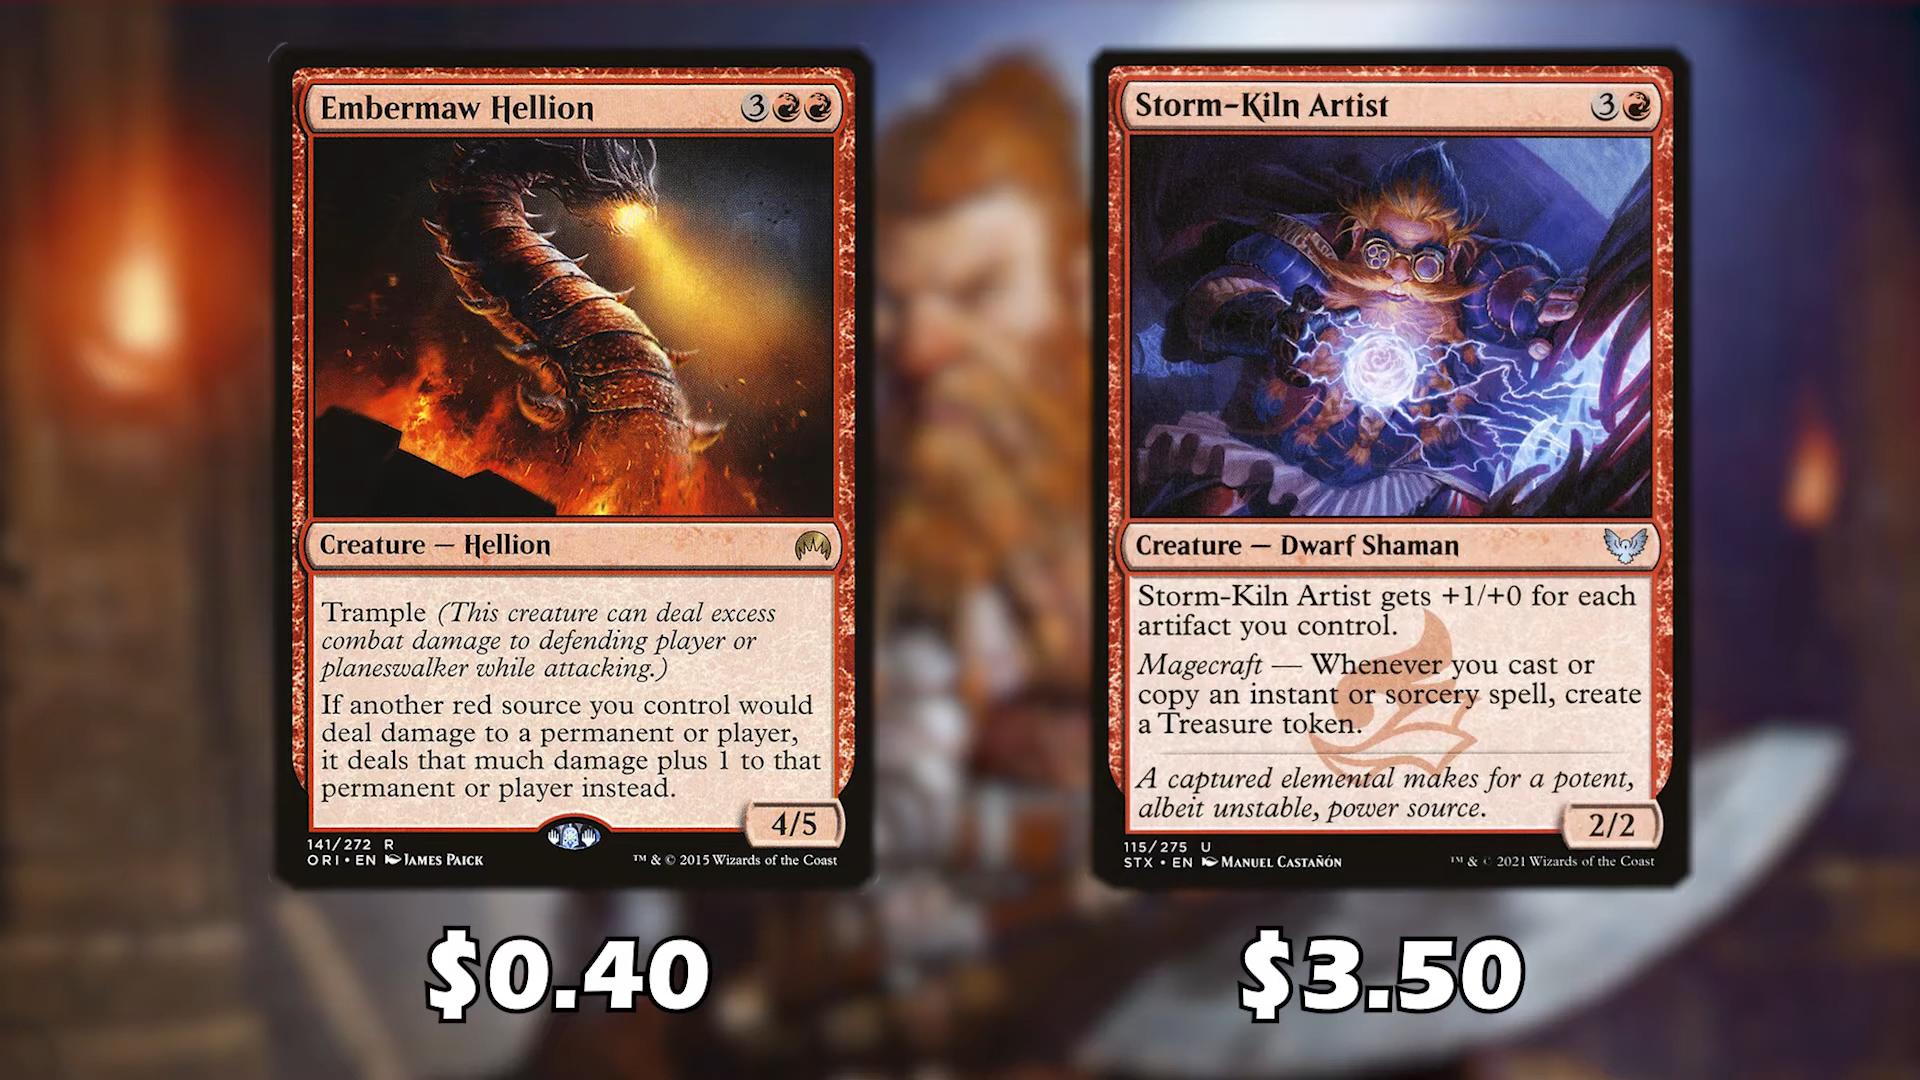 Embermaw Hellion 3
Creature — Hellion
Trample (This creature can deal excess
combat damage to defending player or
planeswalker while attacking.)
If another red source you control would
deal damage to a permanent or player,
it deals that much damage plus 1 to that
permanent or player instead.
4/5
141/272 R
ORI • EN JAMES PAICK
™ & © 2015 Wizards of the Coast
$0.40
Storm-Kiln Artist 3
Creature — Dwarf Shaman
Storm-Kiln Artist gets +1/+0 for each
artifact you control.
Magecraft — Whenever you cast or
copy an instant or sorcery spell, create
a Treasure token.
A captured elemental makes for a potent,
albeit unstable, power source.
2/2
115/275 U
STX • EN MANUEL CASTAÑÓN
™ & © 2021 Wizards of the Coast
$3.50